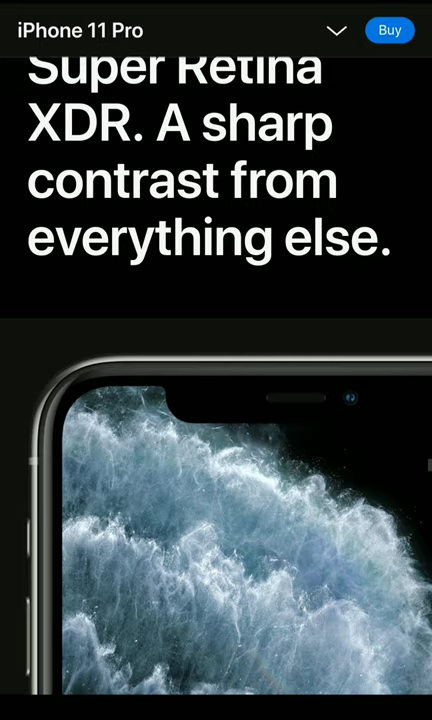 iPhone 11 Pro
Buy
Super Retina
XDR. A sharp
contrast from
everything else.